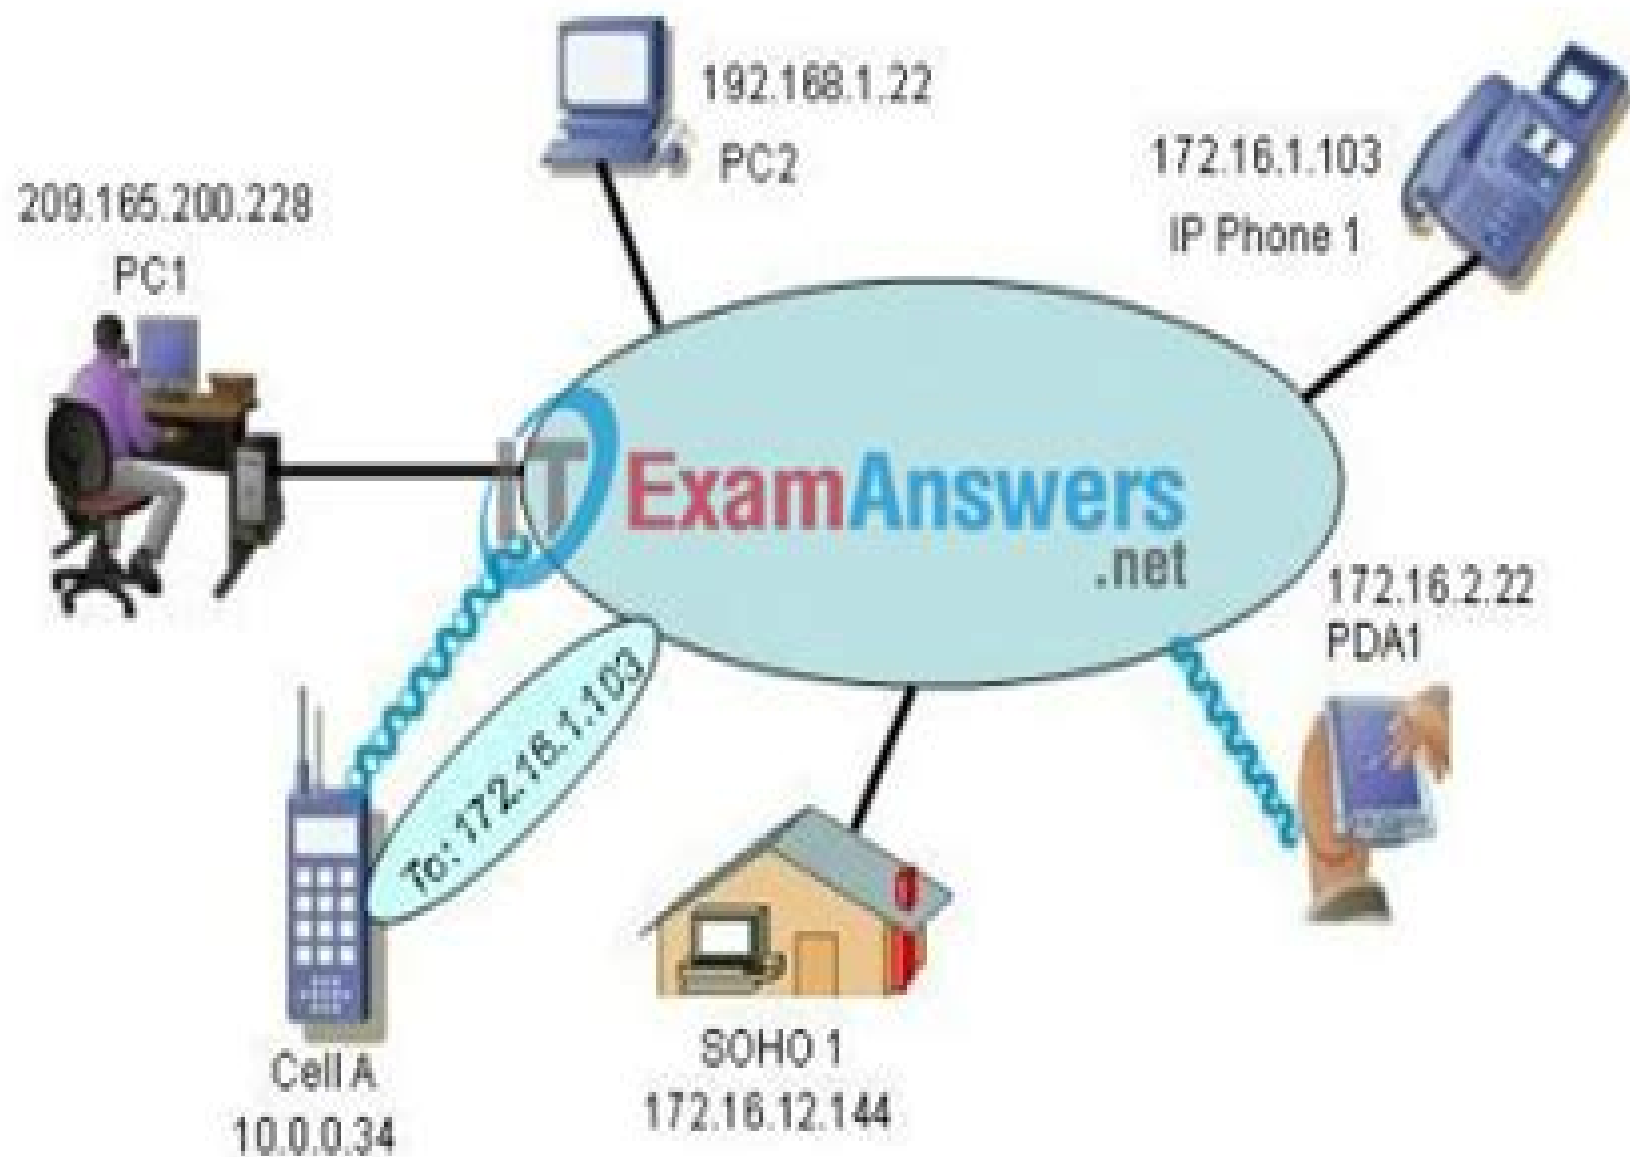 192.168.1.22
PC2
172.16.1.103
IP Phone 1
209.165.200.228
PC1
IT ExamAnswers
.net
172.16.2.22
PDA1
To: 172.16.1.103
Cell A
10.0.0.34
SOHO 1
172.16.12.144